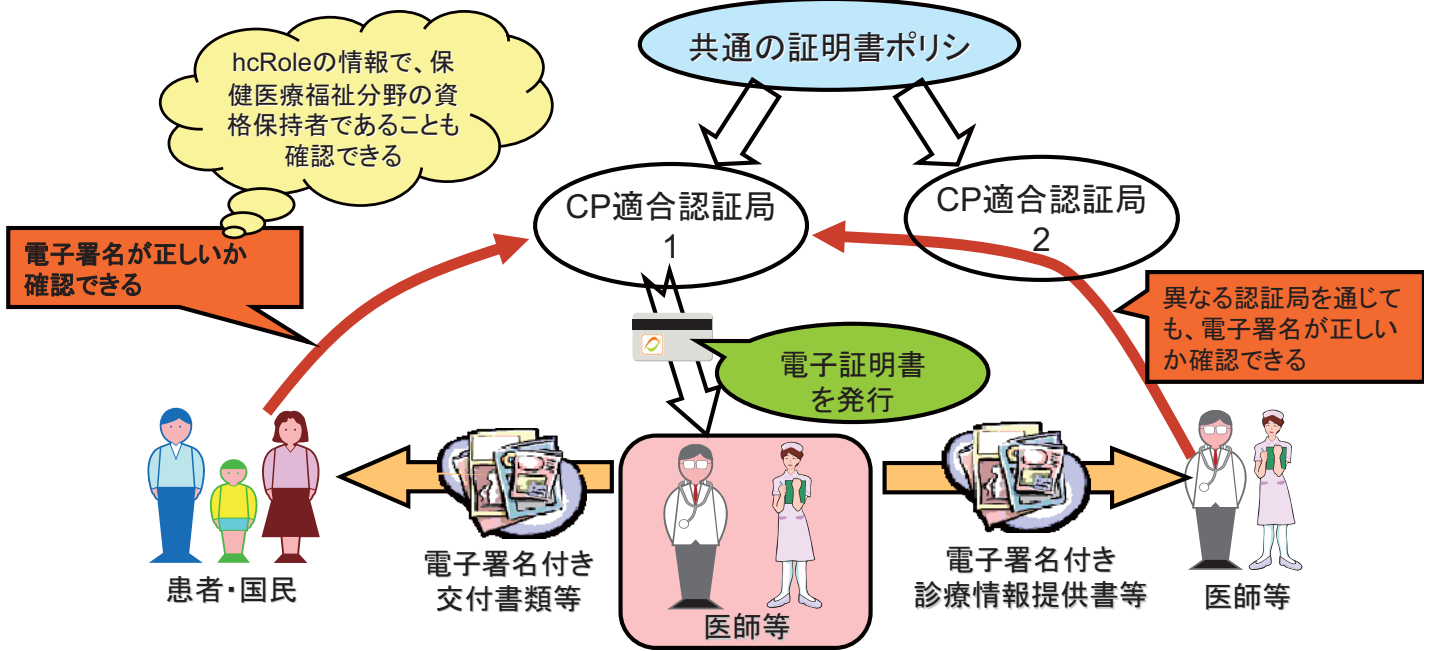 共通の証明書ポリシ
hcRoleの情報で、保
健医療福祉分野の資
格保持者であることも
確認できる
CP適合認証局
1
CP適合認証局
2
電子署名が正しいか
確認できる
異なる認証局を通じて
も、電子署名が正しい
か確認できる
電子証明書
を発行
患者・国民
電子署名付き
交付書類等
医師等
電子署名付き
診療情報提供書等
医師等